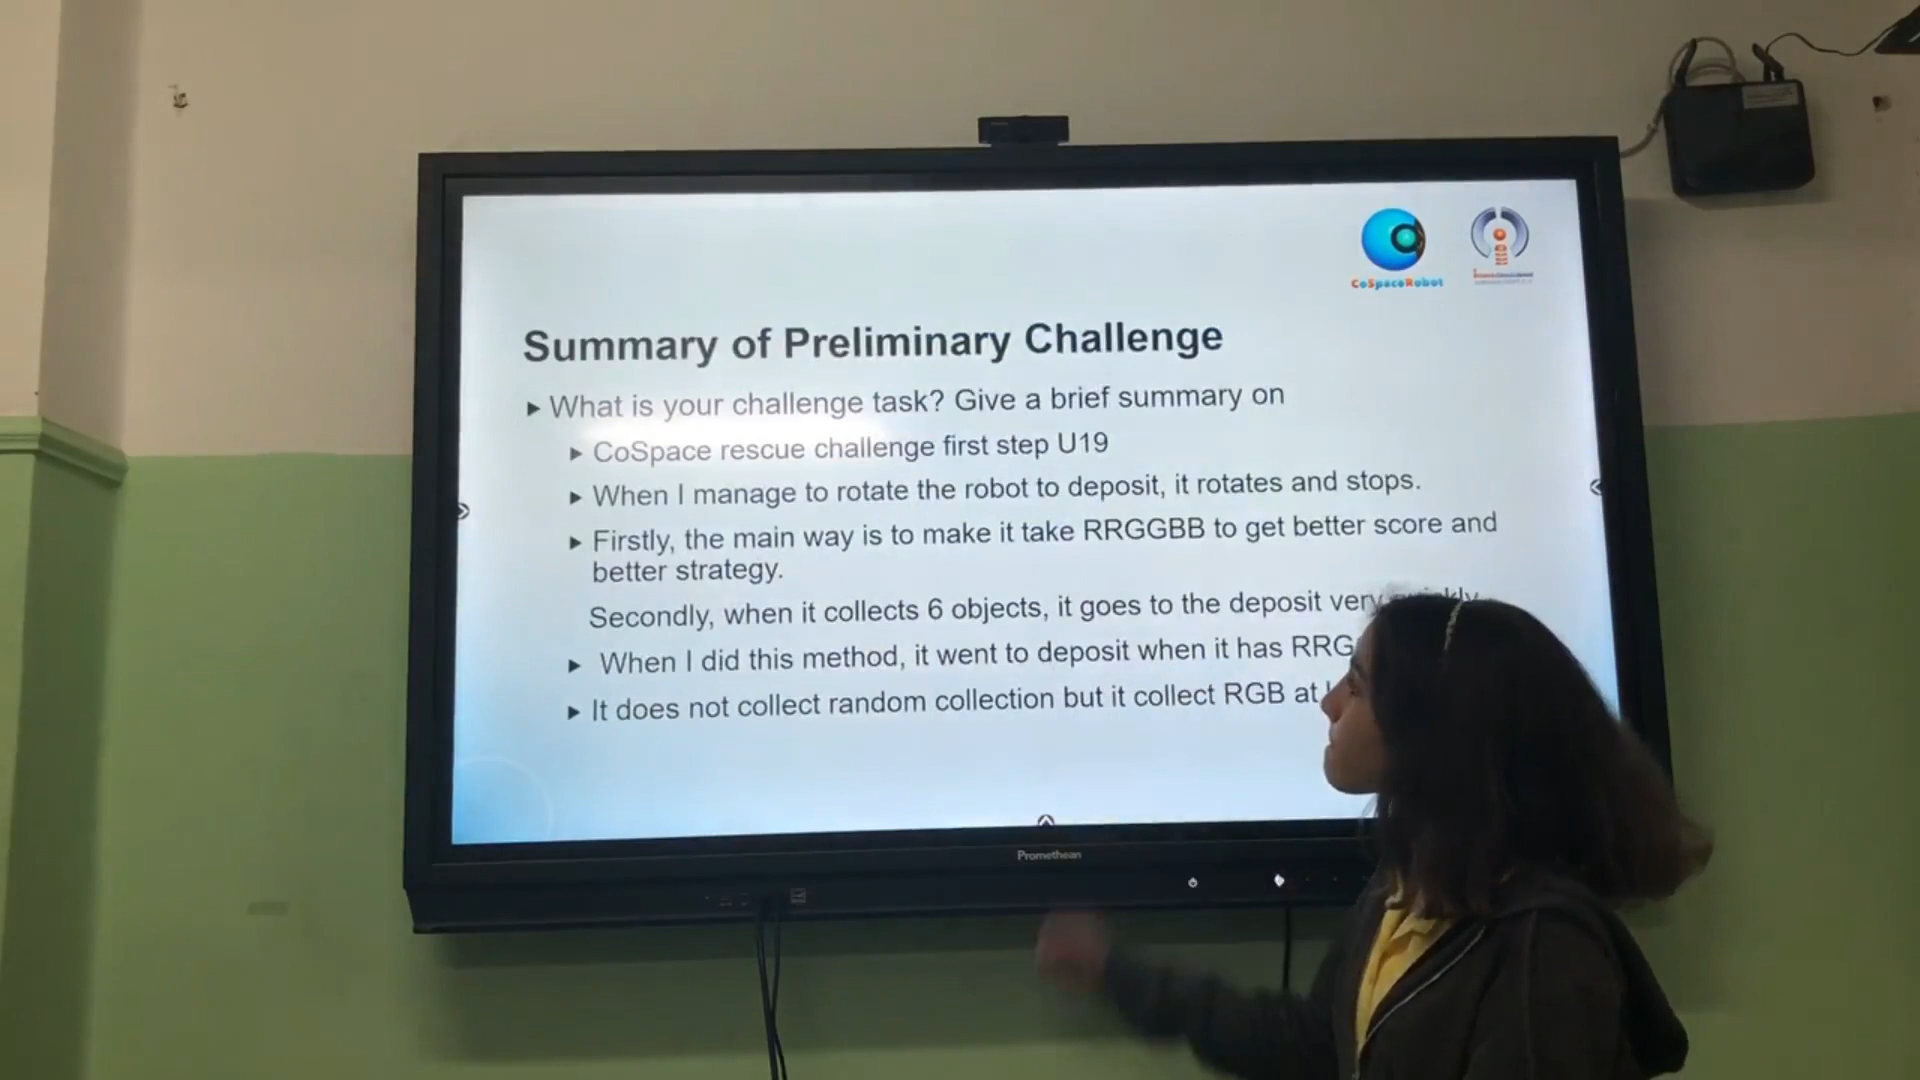 CoSpaceRobot
Summary of Preliminary Challenge
What is your challenge task? Give a brief summary on
CoSpace rescue challenge first step U19
When I manage to rotate the robot to deposit, it rotates and stops.
Firstly, the main way is to make it take RRGGBB to get better score and
better strategy.
Secondly, when it collects 6 objects, it goes to the deposit very
When I did this method, it went to deposit when it has
It does not collect random collection but it collect RGB at
Promethean